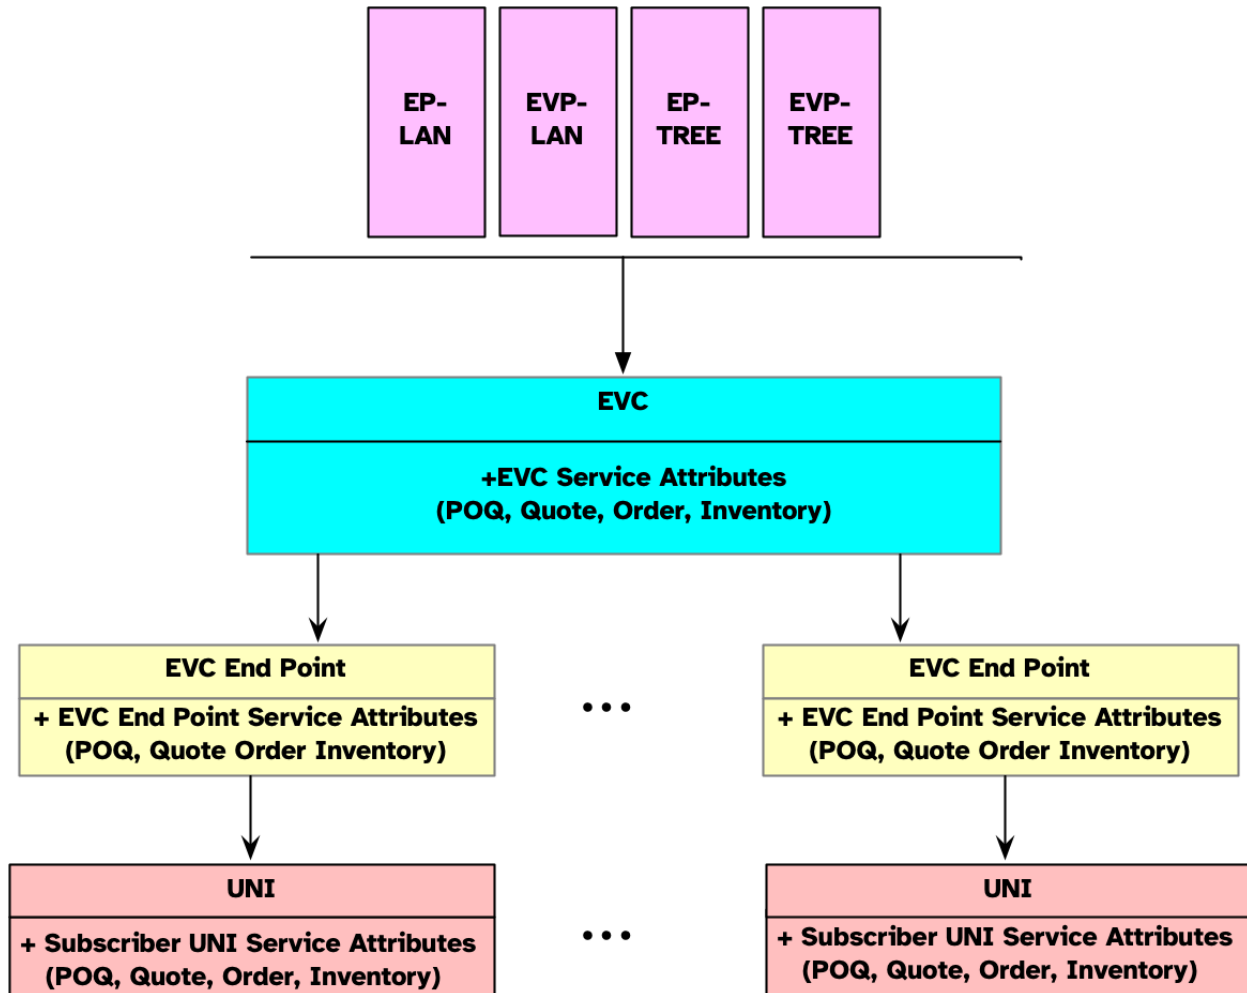 EP-
LAN
EVP-
LAN
EP-
TREE
EVP-
TREE
EVC
+EVC Service Attributes
(POQ, Quote, Order, Inventory)
EVC End Point
+ EVC End Point Service Attributes
(POQ, Quote Order Inventory)
...
EVC End Point
+ EVC End Point Service Attributes
(POQ, Quote Order Inventory)
UNI
+ Subscriber UNI Service Attributes
(POQ, Quote, Order, Inventory)
...
UNI
+ Subscriber UNI Service Attributes
(POQ, Quote, Order, Inventory)